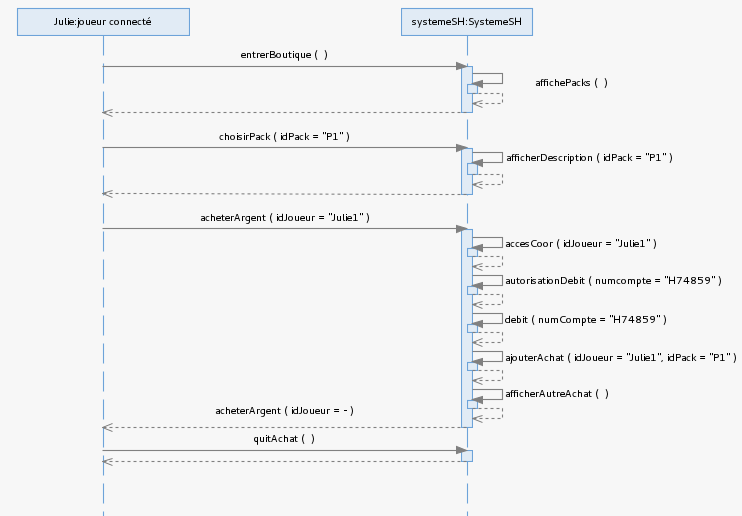 Julie:joueur connecté
systemeSH:SystemeSH
entrerBoutique ( )
affichePacks ( )
choisirPack ( idPack = "P1" )
afficherDescription ( idPack = "P1" )
acheterArgent ( idJoueur = "Julie1" )
accesCoor ( idJoueur = "Julie1" )
autorisationDebit ( numcompte = "H74859" )
debit ( numCompte = "H74859" )
ajouterAchat ( idJoueur = "Julie1", idPack = "P1" )
afficherAutreAchat ( )
acheterArgent ( idJoueur = - )
quitAchat ( )